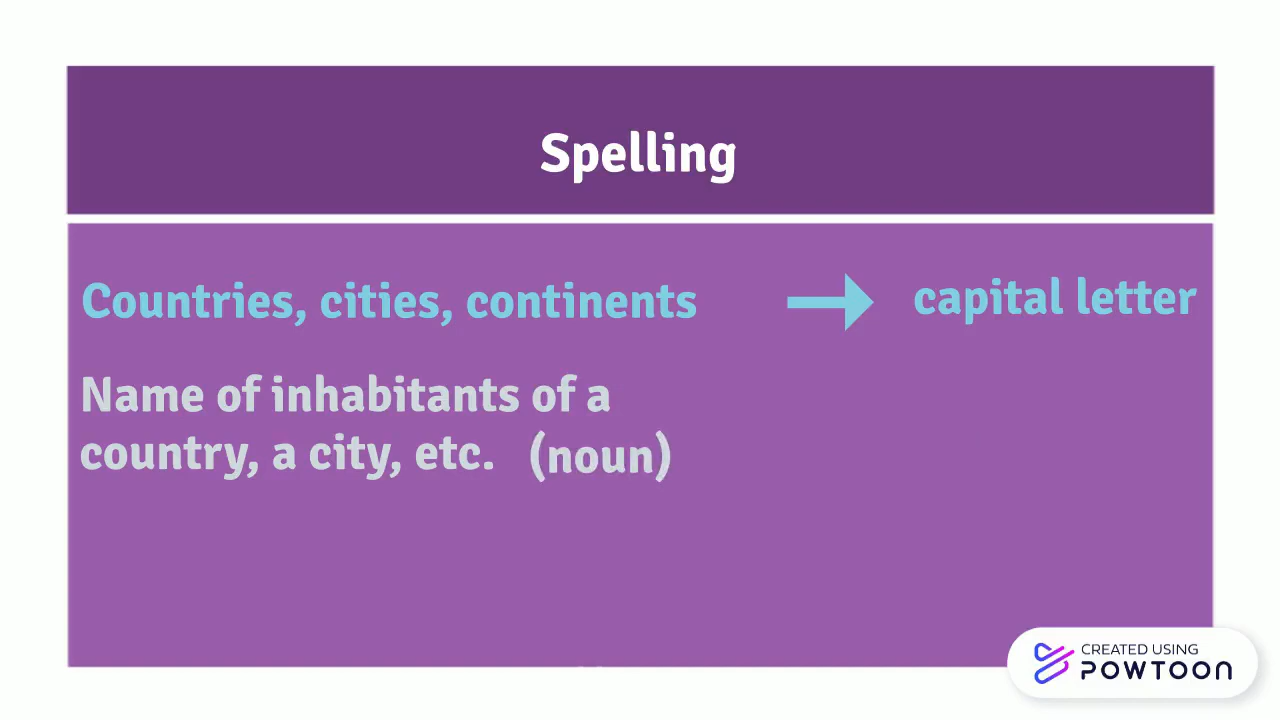 Spelling
Countries, cities, continents → capital letter
Name of inhabitants of a
country, a city, etc. (noun)
CREATED USING
POWTOON